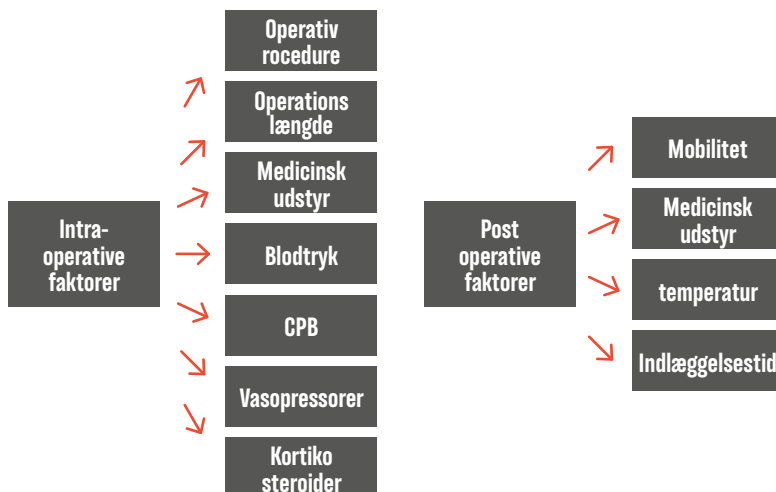 Intra-
operative
faktorer
Operativ
rocedure
Operations
længde
Medicinsk
udstyr
Blodtryk
CPB
Vasopressorer
Kortiko
steroider
Post
operative
faktorer
Mobilitet
Medicinsk
udstyr
temperatur
Indlæggelsestid